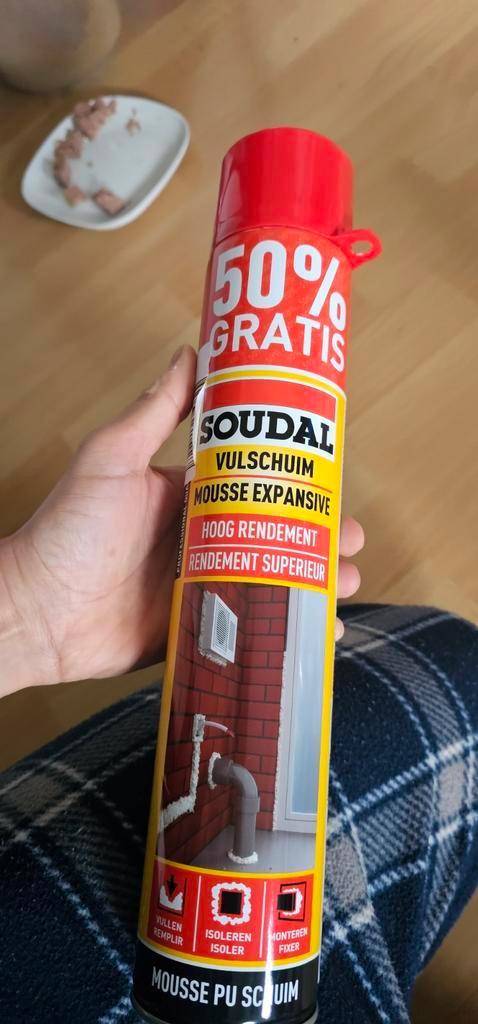 50%
GRATIS
SOUDAL
VULSCHUIM
MOUSSE EXPANSIVE
HOOG RENDEMENT
RENDEMENT SUPERIEUR
VULLEN
REMPLIR
ISOLEREN
ISOLER
MONTEREN
FIXER
MOUSSE PU SCHUIM